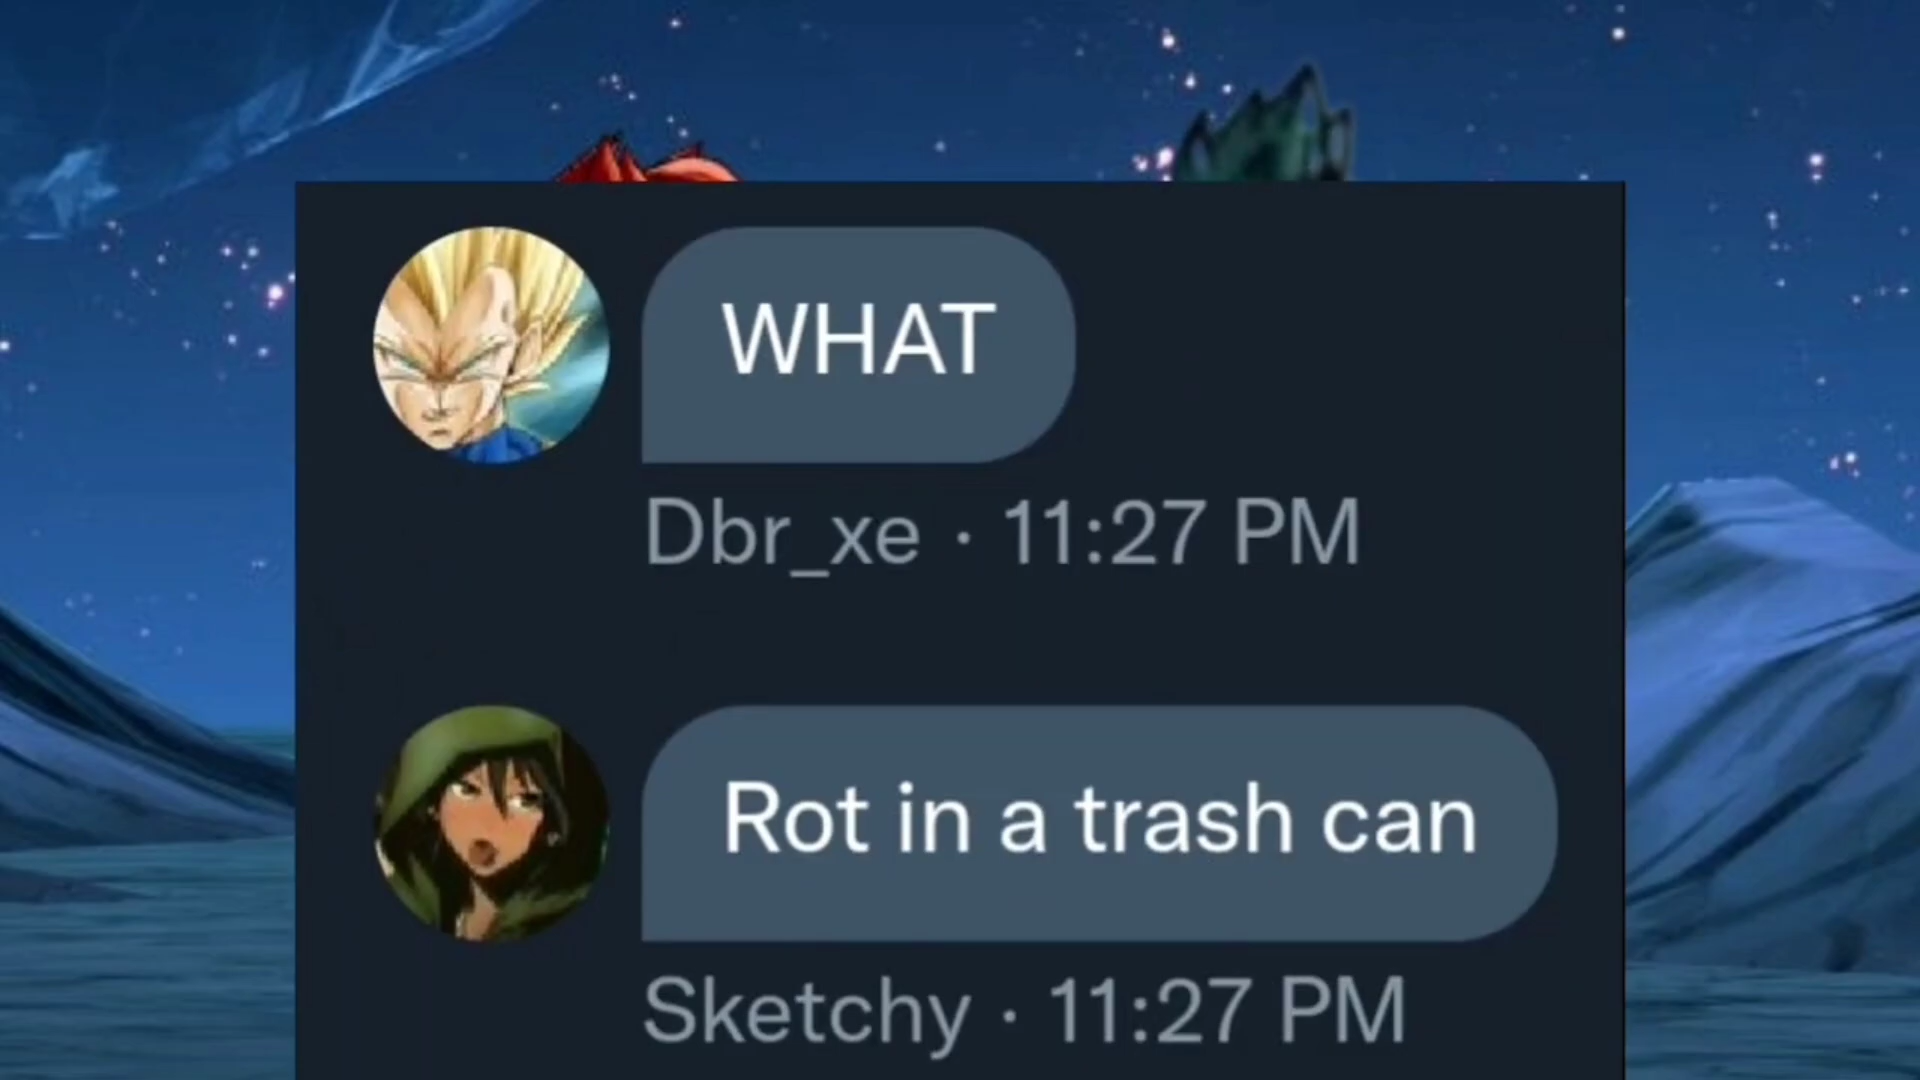 WHAT
Dbr_xe · 11:27 PM
Rot in a trash can
Sketchy · 11:27 PM